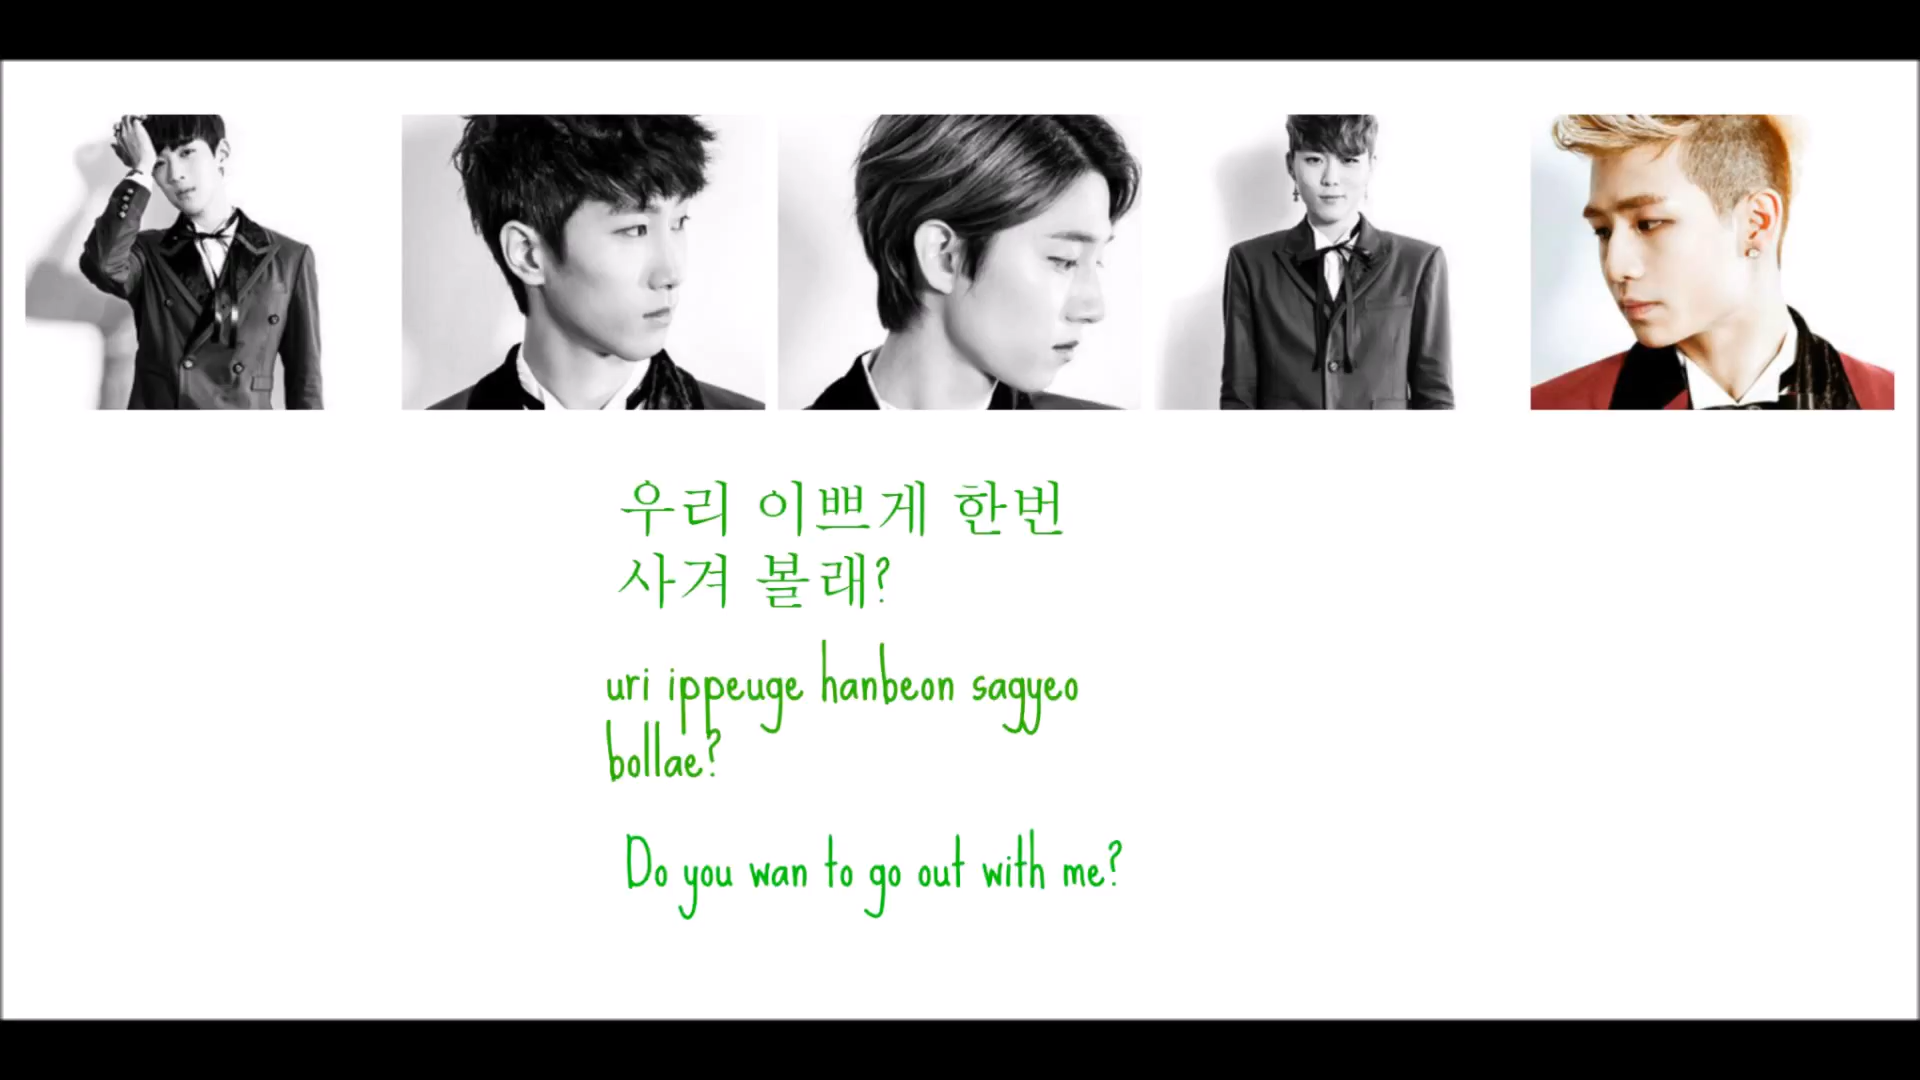 우리 이쁘게 한번
사겨 볼래?
uri ippeuge hanbeon sagyeo
bollae?
Do you wan to go out with me?